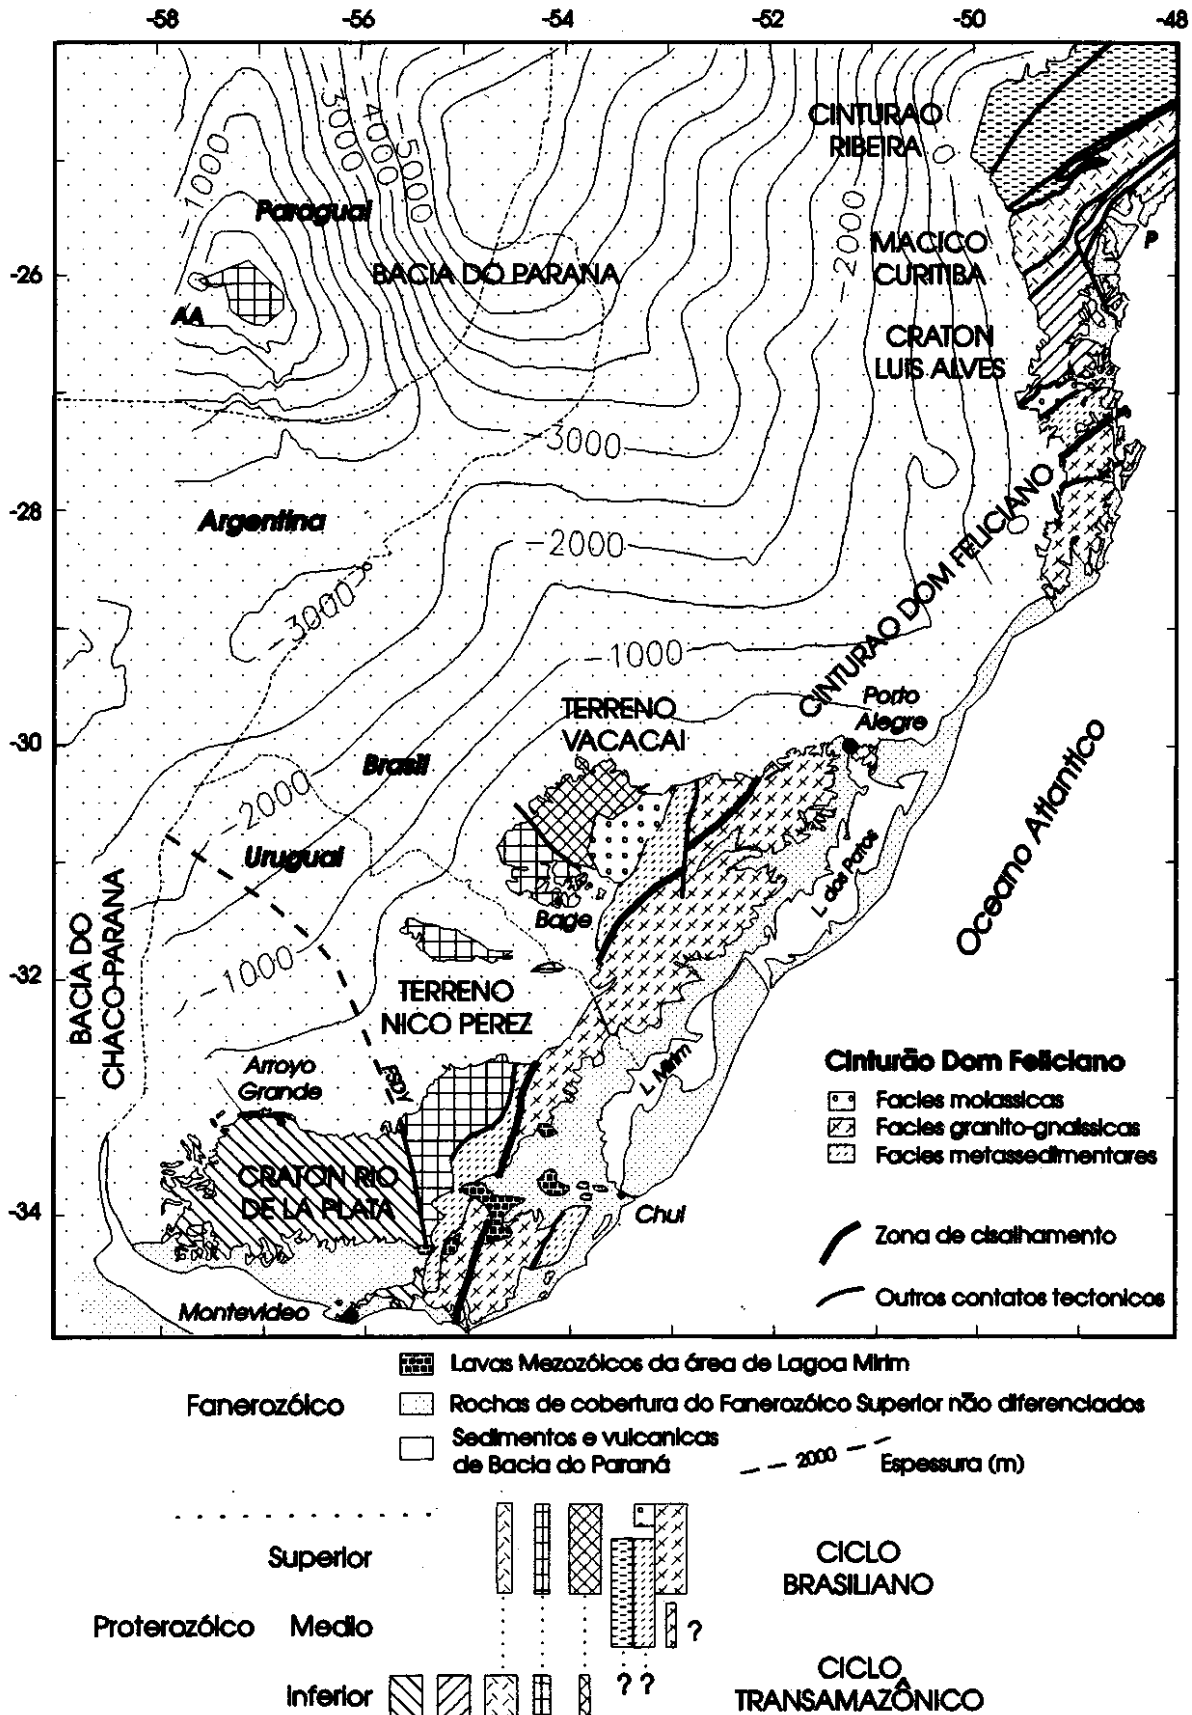 -58 -56 -54 -52 -50 -48
-26
-28
-30
-32
-34
-1000
-3000
-4000
-5000
0
CINTURAO
RIBEIRA
Paraguai
-2000
MACICO
CURITIBA
P
BACIA DO PARANA
AA
CRATON
LUIS ALVES
-3000
Argentina
-2000
-3000
CINTURAO DOM FELICIANO
0
-1000
Porto
Alegre
TERRENO
VACACAI
Brasil
-2000
Uruguai
L. dos Patos
Oceano Atlantico
Bage
BACIA DO
CHACO-PARANA
-1000
TERRENO
NICO PEREZ
L. Mirim
Arroyo
Grande
FSDY
CRATON RIO
DE LA PLATA
Chui
Montevideo
Cinturão Dom Feliciano
Facies molassicas
Facies granito-gnaissicas
Facies metassedimentares
Zona de cisalhamento
Outros contatos tectonicos
Lavas Mezozóicos da área de Lagoa Mirim
Fanerozóico
Rochas de cobertura do Fanerozóico Superior não diferenciados
Sedimentos e vulcanicas
de Bacia do Paraná
-2000 Espessura (m)
Superior
CICLO
BRASILIANO
Proterozóico Medio
?
? ?
Inferior
CICLO
TRANSAMAZÔNICO